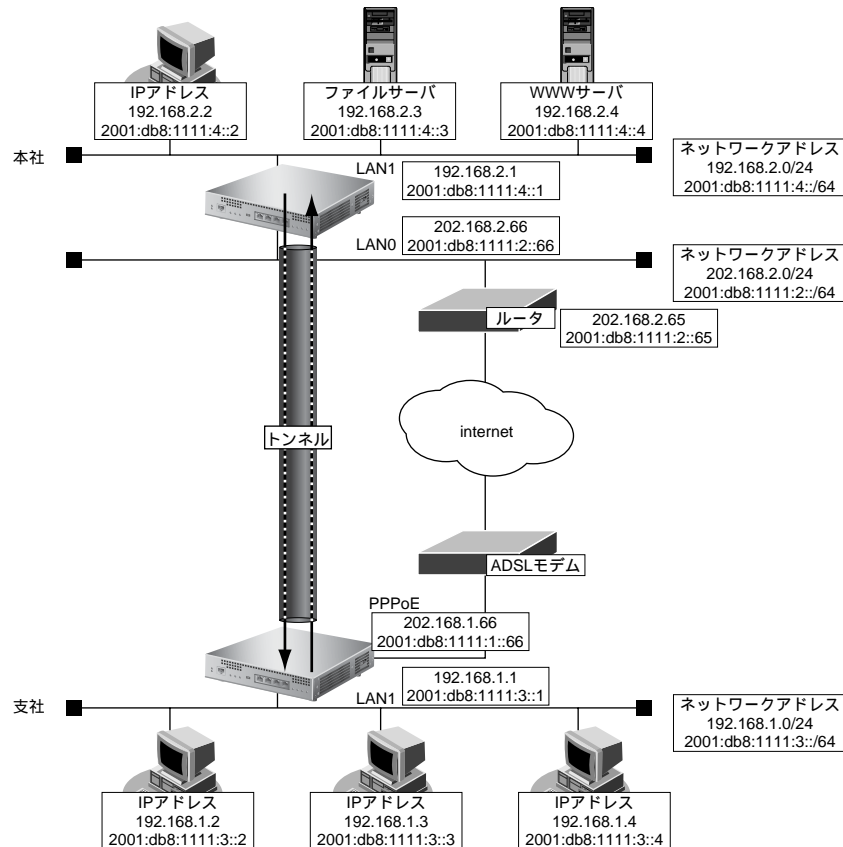 IPアドレス
192.168.2.2
2001:db8:1111:4::2
ファイルサーバ
192.168.2.3
2001:db8:1111:4::3
WWWサーバ
192.168.2.4
2001:db8:1111:4::4
本社
ネットワークアドレス
192.168.2.0/24
2001:db8:1111:4::/64
LAN1
192.168.2.1
2001:db8:1111:4::1
LAN0
202.168.2.66
2001:db8:1111:2::66
ネットワークアドレス
202.168.2.0/24
2001:db8:1111:2::/64
ルータ
202.168.2.65
2001:db8:1111:2::65
トンネル
internet
ADSLモデム
PPPoE
202.168.1.66
2001:db8:1111:1::66
LAN1
192.168.1.1
2001:db8:1111:3::1
支社
ネットワークアドレス
192.168.1.0/24
2001:db8:1111:3::/64
IPアドレス
192.168.1.2
2001:db8:1111:3::2
IPアドレス
192.168.1.3
2001:db8:1111:3::3
IPアドレス
192.168.1.4
2001:db8:1111:3::4